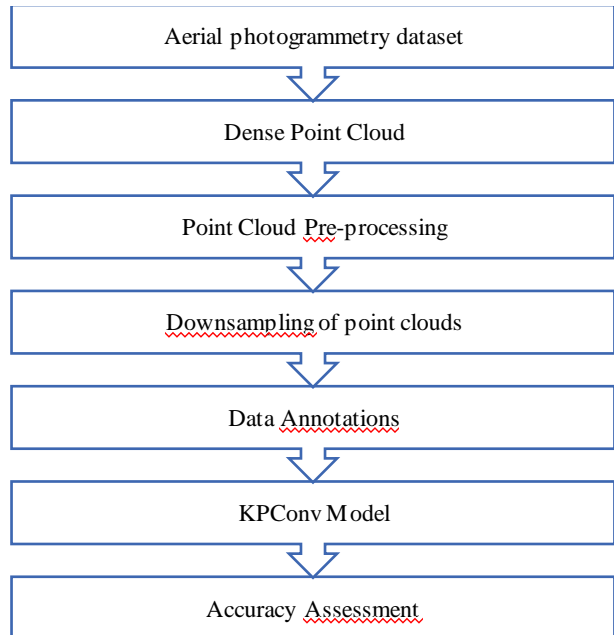 Aerial photogrammetry dataset
Dense Point Cloud
Point Cloud Pre-processing
Downsampling of point clouds
Data Annotations
KPConv Model
Accuracy Assessment